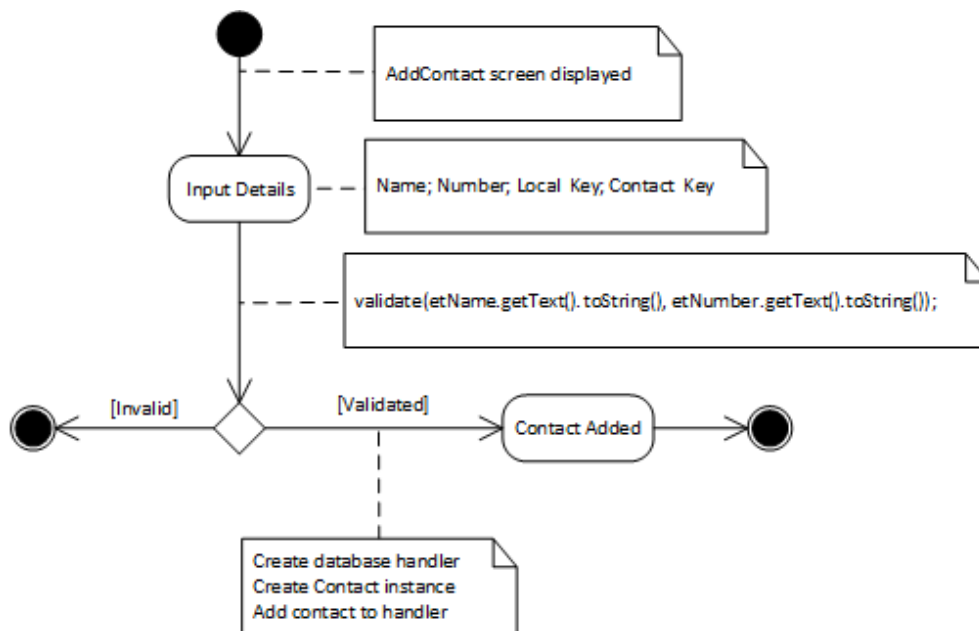 AddContact screen displayed
Input Details
Name; Number; Local Key; Contact Key
validate(etName.getText().toString(), etNumber.getText().toString());
[Invalid]
[Validated]
Contact Added
Create database handler
Create Contact instance
Add contact to handler